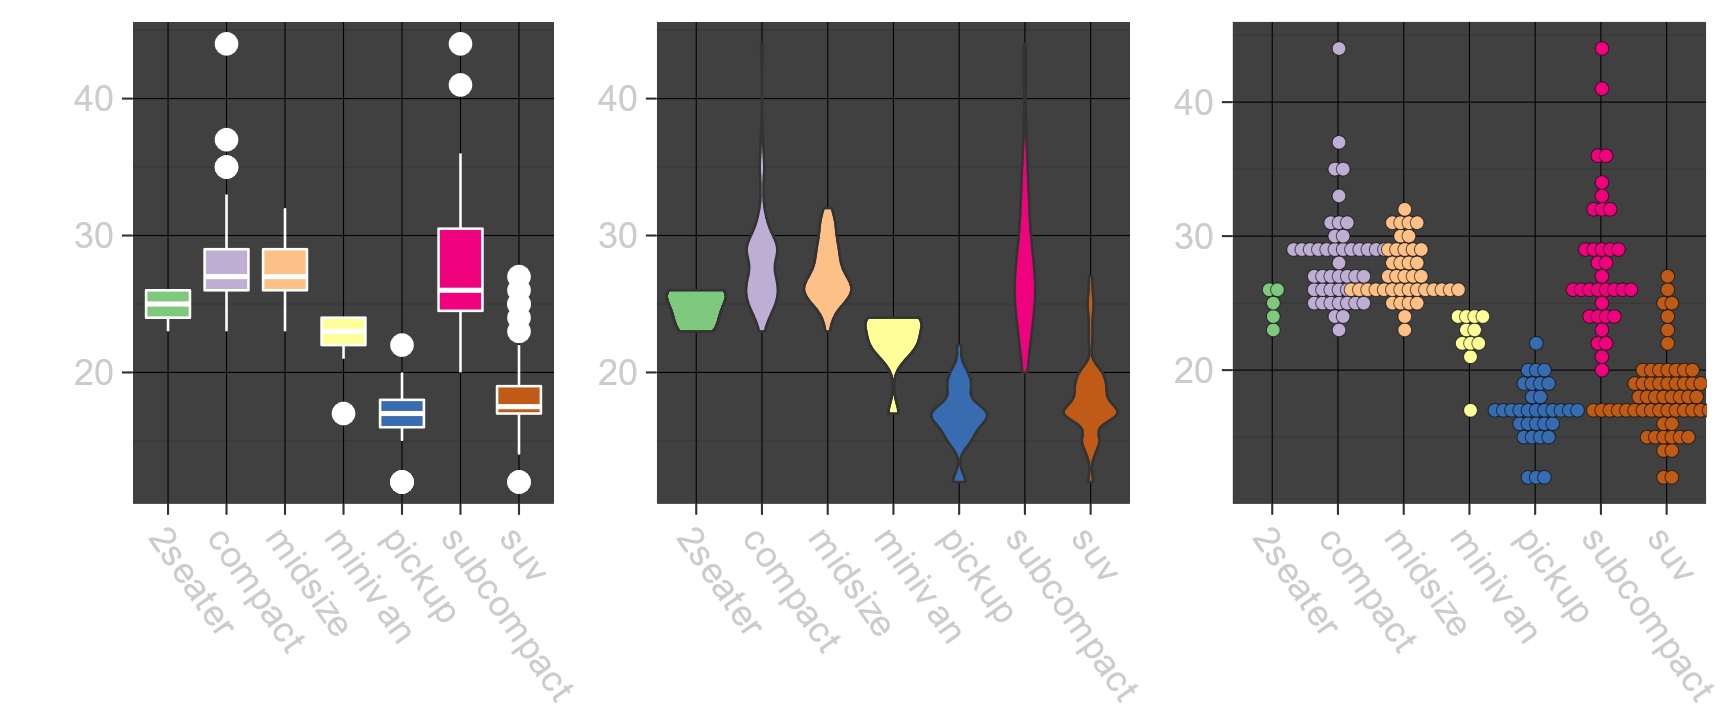 40
30
20
2seater
compact
midsize
minivan
pickup
subcompact
suv
40
30
20
2seater
compact
midsize
minivan
pickup
subcompact
suv
40
30
20
2seater
compact
midsize
minivan
pickup
subcompact
suv